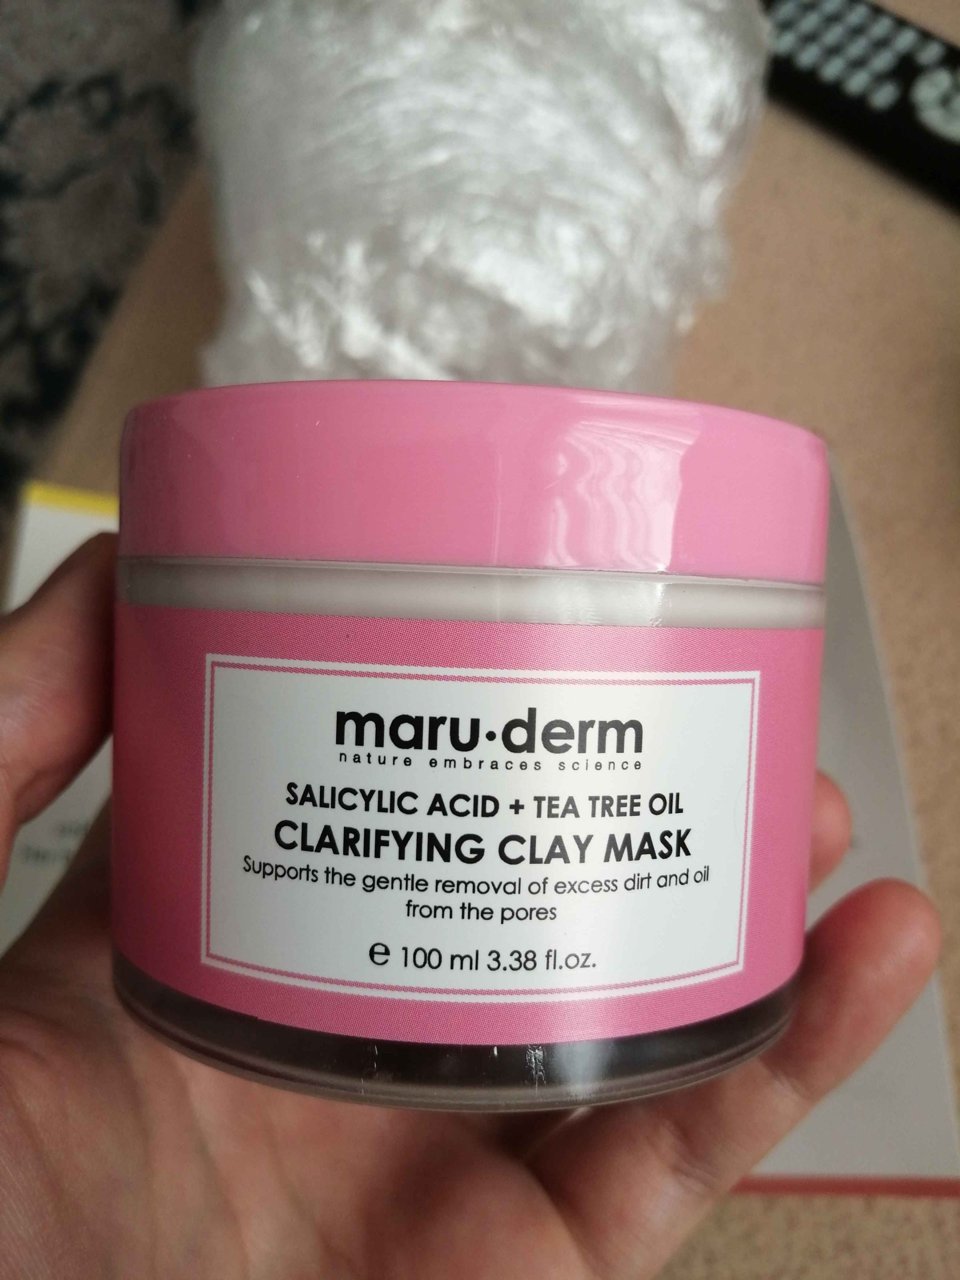 maru·derm
nature embraces science
SALICYLIC ACID + TEA TREE OIL
CLARIFYING CLAY MASK
Supports the gentle removal of excess dirt and oil
from the pores
℮ 100 ml 3.38 fl.oz.